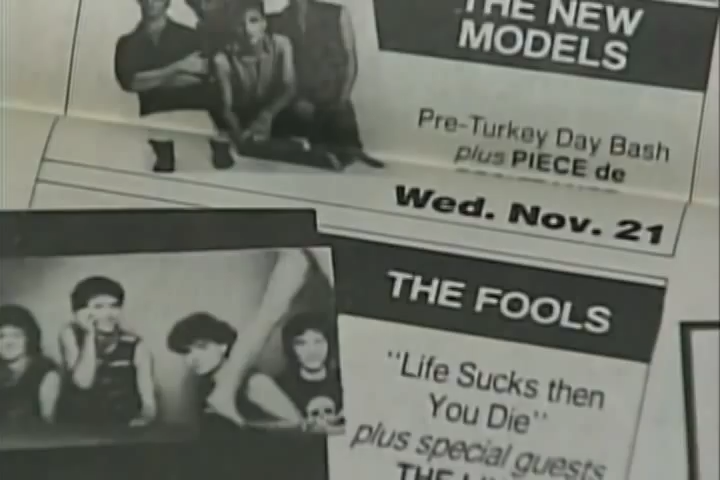 THE NEW
MODELS
Pre-Turkey Day Bash
plus PIECE de
Wed. Nov. 21
THE FOOLS
"Life Sucks then
You Die"
plus special guests
THE